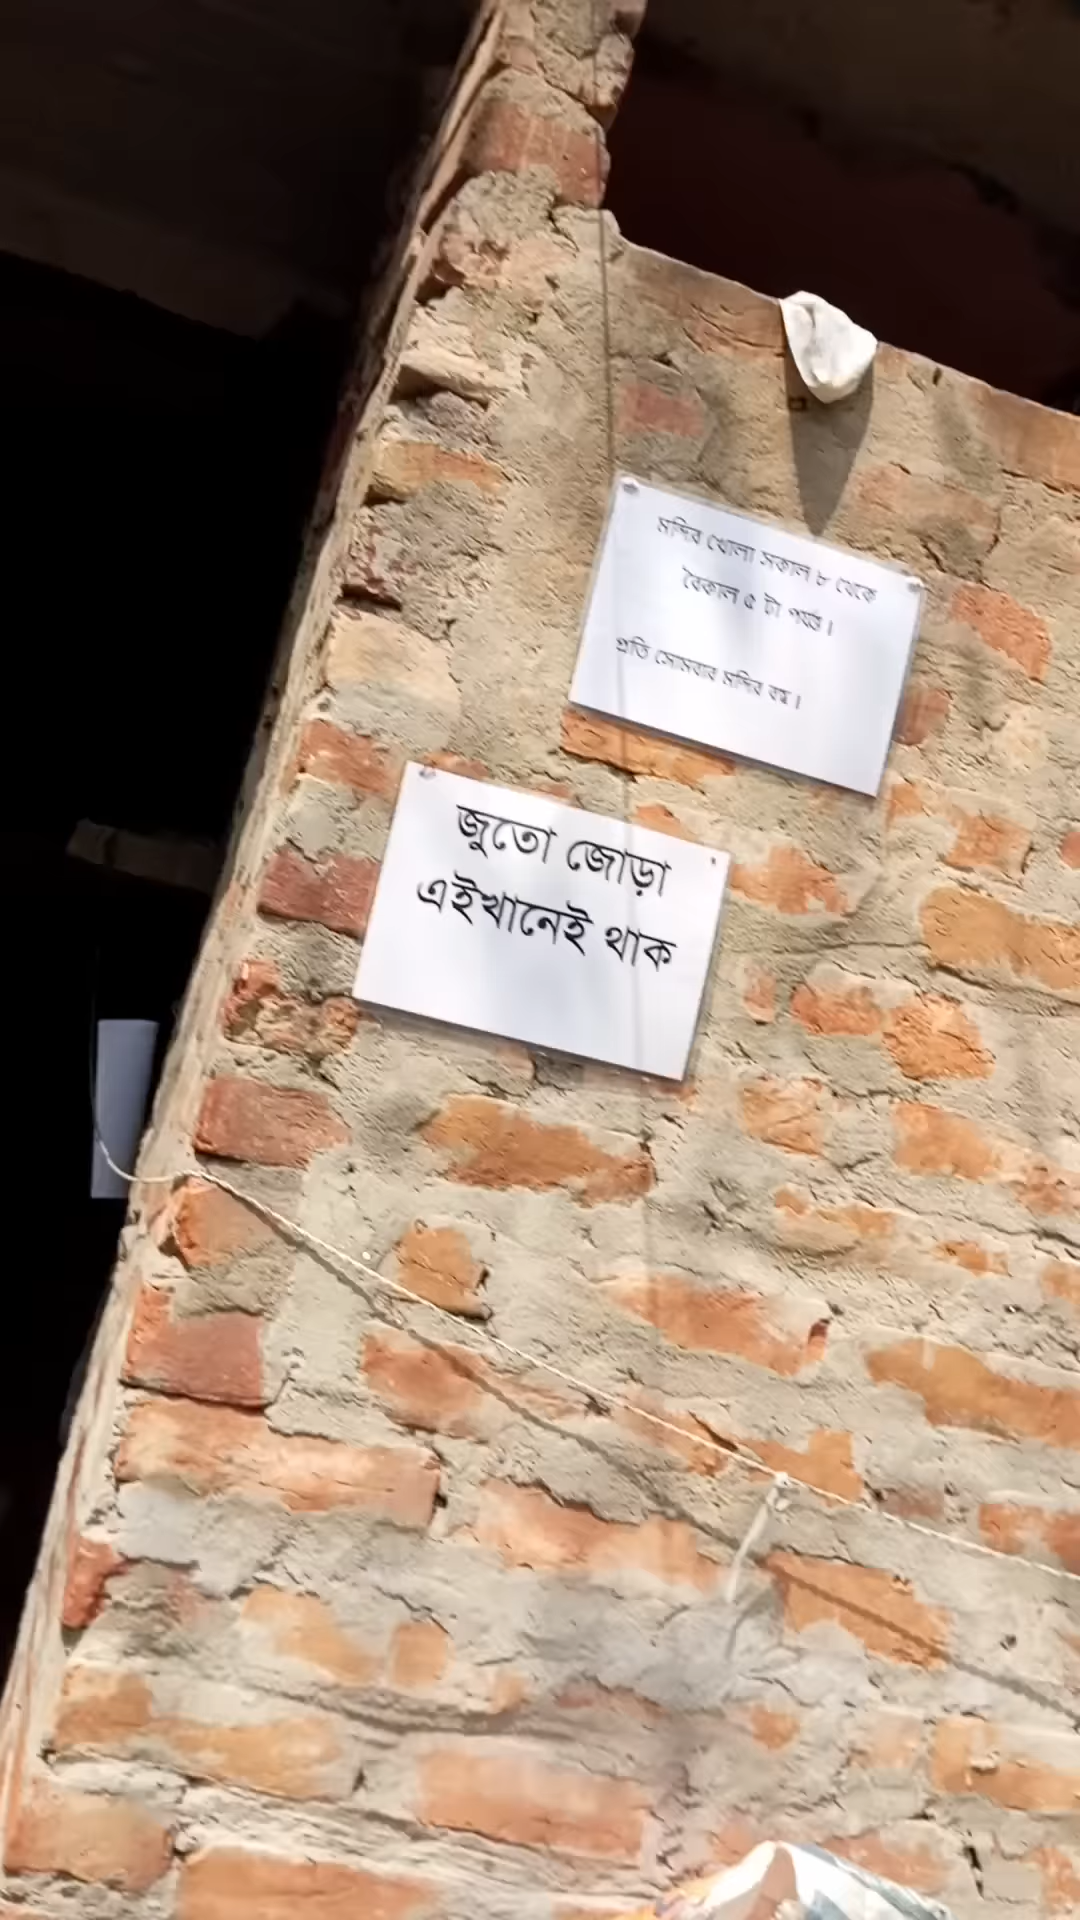 মন্দির খোলা সকাল ৮ থেকে
বৈকাল ৫ টা পর্যন্ত।
প্রতি সোমবার মন্দির বন্ধ।
জুতো জোড়া
এইখানেই থাক